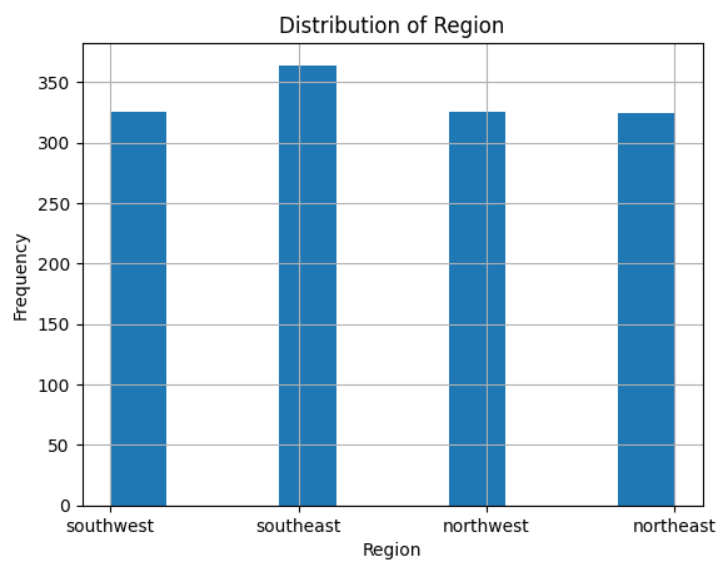 Distribution of Region
Frequency
350
300
250
200
150
100
50
0
southwest southeast northwest northeast
Region